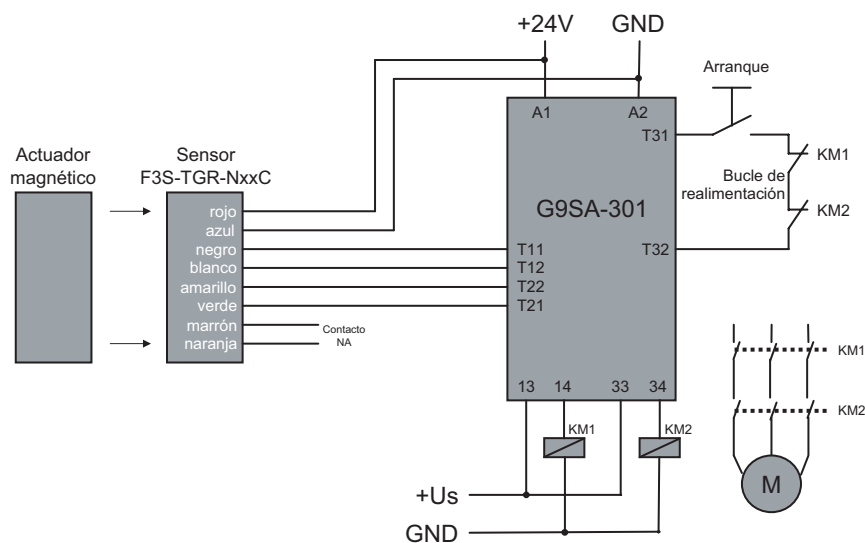 +24V
GND
Arranque
A1
A2
T31
Actuador
magnético
Sensor
F3S-TGR-NxxC
KM1
Bucle de
realimentación
KM2
G9SA-301
rojo
azul
negro
blanco
amarillo
verde
marrón
naranja
T11
T12
T22
T21
T32
Contacto
NA
13
14
33
34
KM1
KM2
KM1
KM2
M
+Us
GND